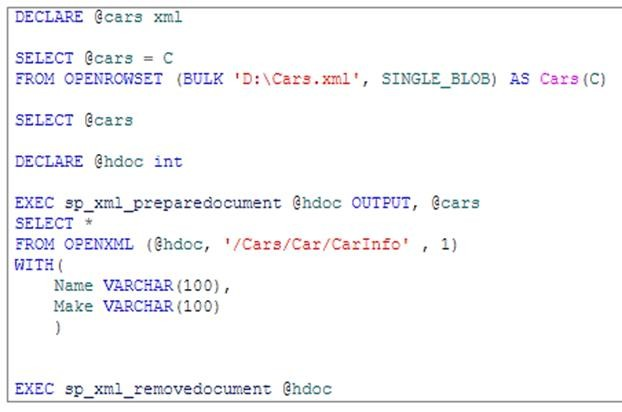 DECLARE @cars xml
SELECT @cars = C
FROM OPENROWSET (BULK 'D:\Cars.xml', SINGLE_BLOB) AS Cars(C)
SELECT @cars
DECLARE @hdoc int
EXEC sp_xml_preparedocument @hdoc OUTPUT, @cars
SELECT *
FROM OPENXML (@hdoc, '/Cars/Car/CarInfo' , 1)
WITH(
    Name VARCHAR(100),
    Make VARCHAR(100)
    )
EXEC sp_xml_removedocument @hdoc